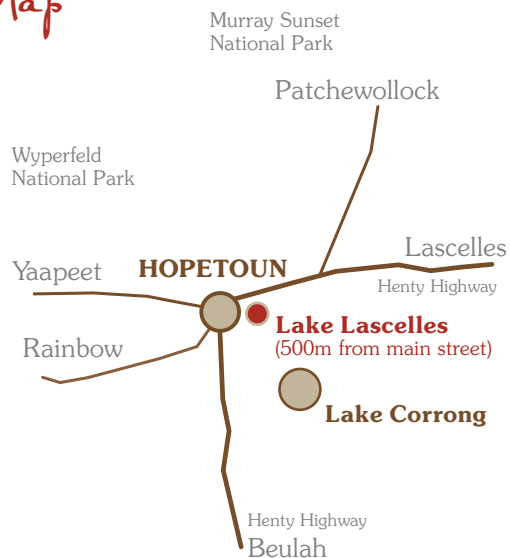 Map
Murray Sunset
National Park
Patchewollock
Wyperfeld
National Park
Lascelles
Yaapeet
HOPETOUN
Henty Highway
Lake Lascelles
(500m from main street)
Rainbow
Lake Corrong
Henty Highway
Beulah